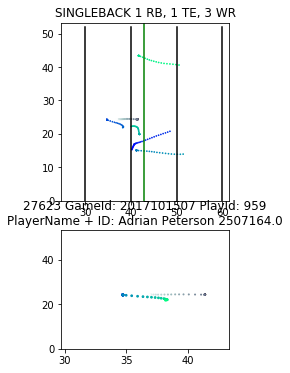 SINGLEBACK 1 RB, 1 TE, 3 WR
50
40
30
20
10
0
30 40 50 60
27623 GameId: 2017101507 PlayId: 959
PlayerName + ID: Adrian Peterson 2507164.0
40
20
0
30 35 40